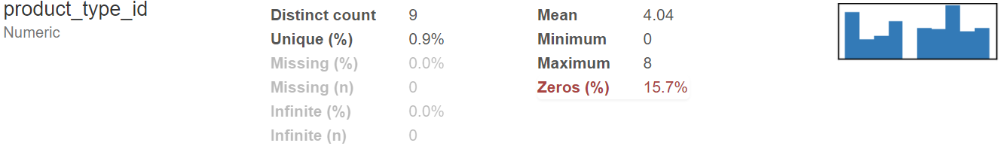 product_type_id
Numeric
Distinct count 9
Unique (%) 0.9%
Missing (%) 0.0%
Missing (n) 0
Infinite (%) 0.0%
Infinite (n) 0
Mean 4.04
Minimum 0
Maximum 8
Zeros (%) 15.7%